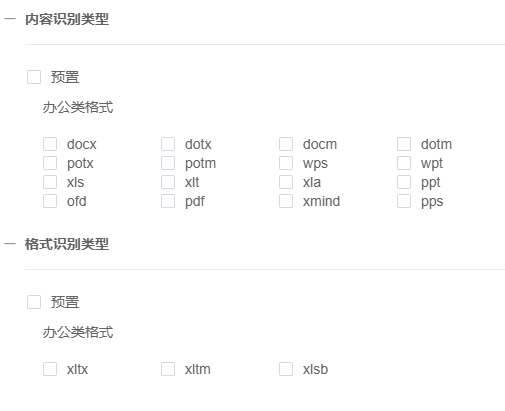 内容识别类型
预置
办公类格式
docx dotx docm dotm
potx potm wps wpt
xls xlt xla ppt
ofd pdf xmind pps
格式识别类型
预置
办公类格式
xltx xltm xlsb